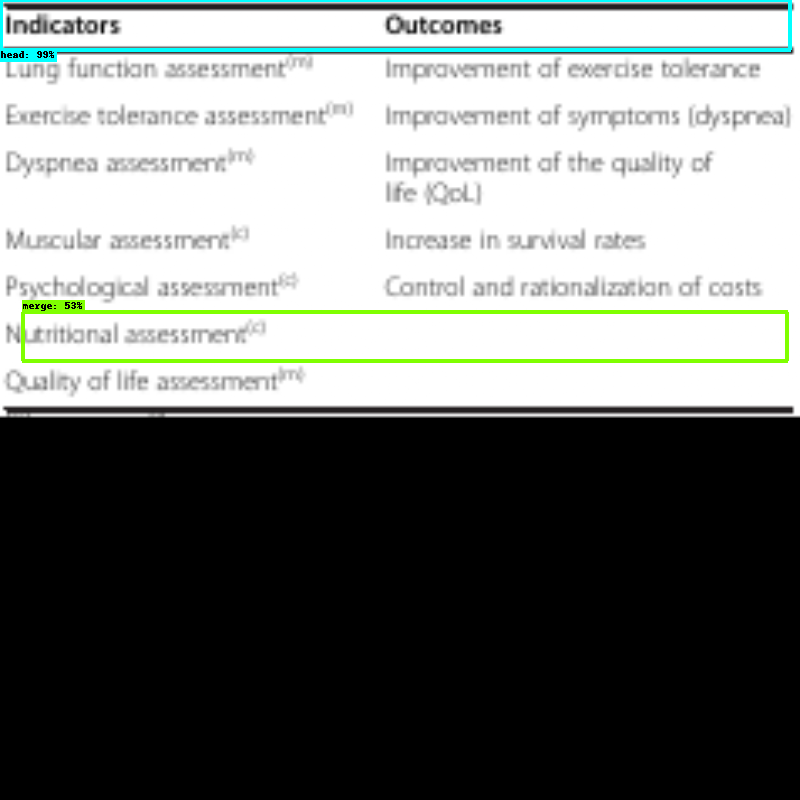 Indicators Outcomes
head: 99%
Lung function assessment(m) Improvement of exercise tolerance
Exercise tolerance assessment(m) Improvement of symptoms (dyspnea)
Dyspnea assessment(m) Improvement of the quality of
life (QoL)
Muscular assessment(c) Increase in survival rates
Psychological assessment(c) Control and rationalization of costs
merge: 53%
Nutritional assessment(c)
Quality of life assessment(m)